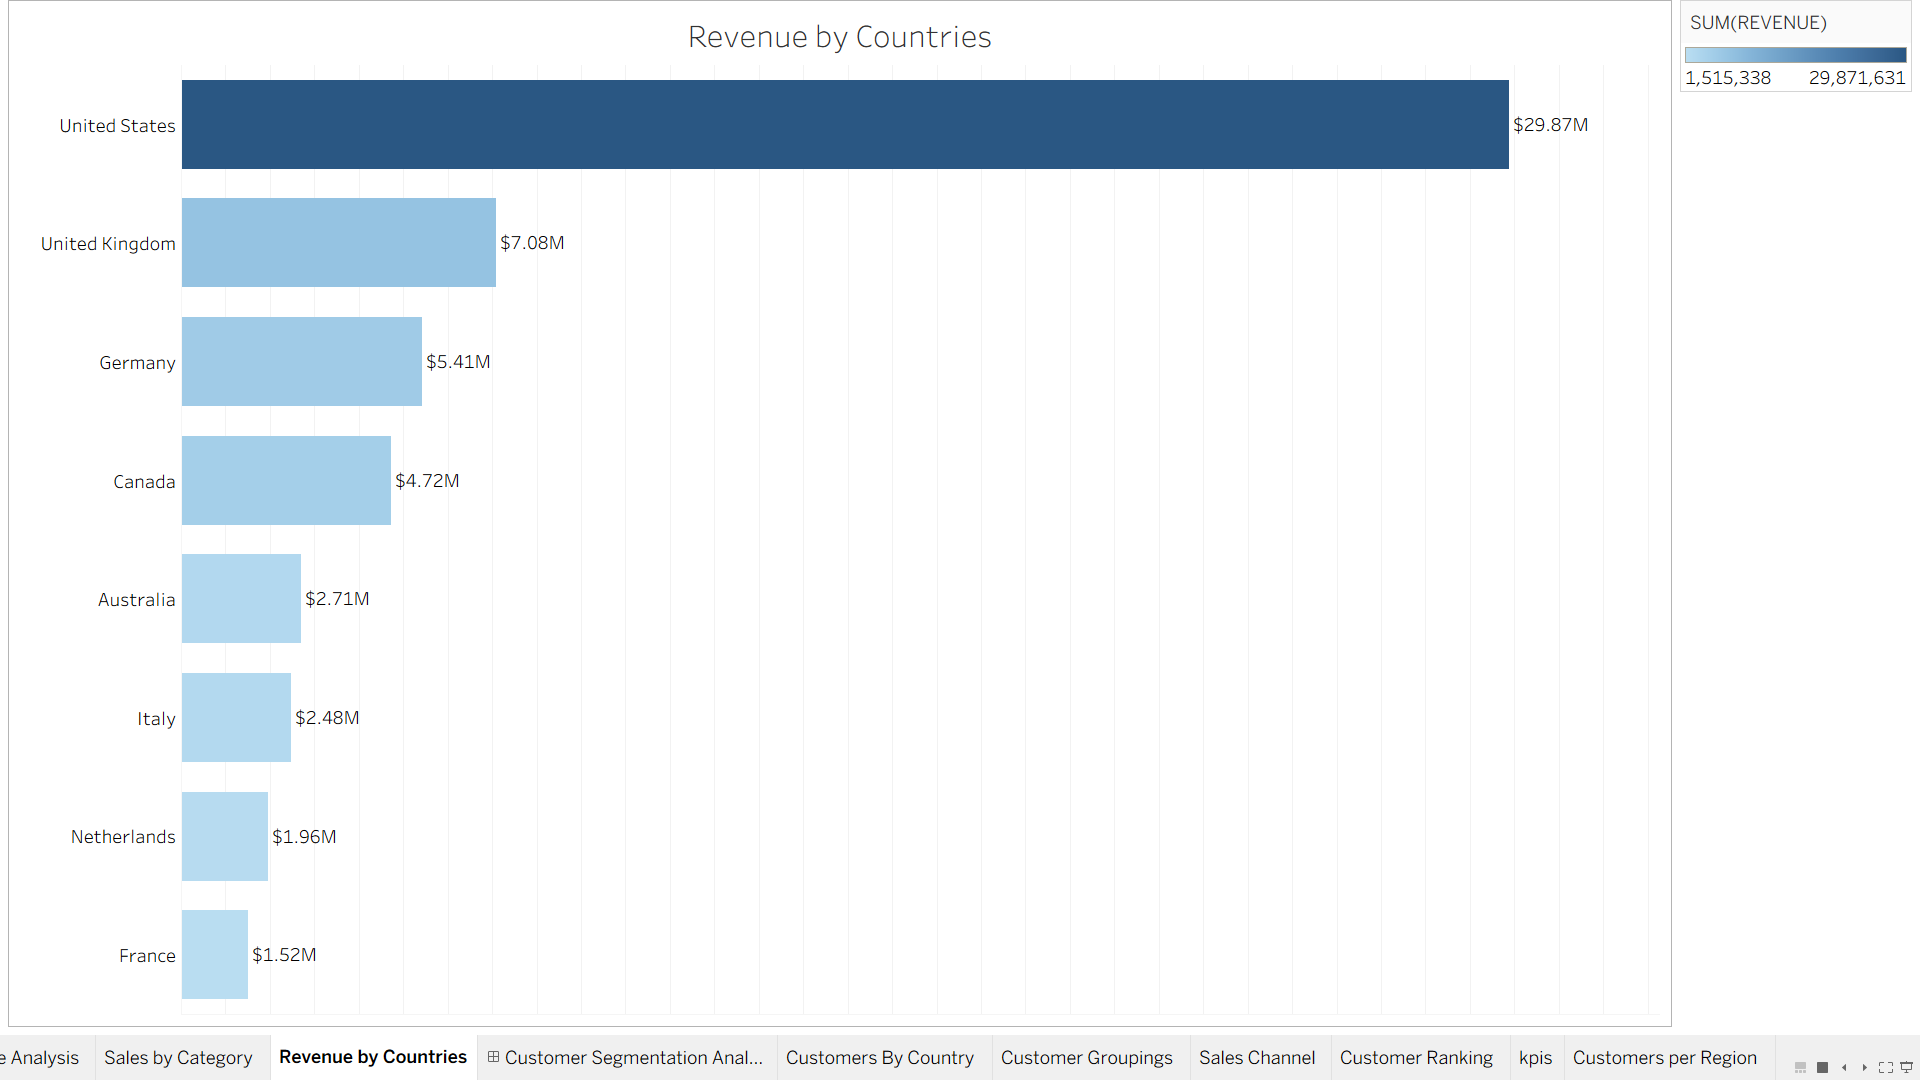 Revenue by Countries
SUM(REVENUE)
1,515,338 29,871,631
United States $29.87M
United Kingdom $7.08M
Germany $5.41M
Canada $4.72M
Australia $2.71M
Italy $2.48M
Netherlands $1.96M
France $1.52M
e Analysis Sales by Category Revenue by Countries Customer Segmentation Anal... Customers By Country Customer Groupings Sales Channel Customer Ranking kpis Customers per Region